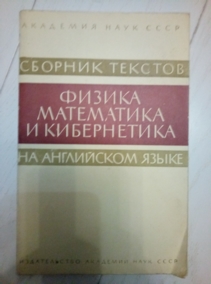 АКАДЕМИЯ НАУК СССР
СБОРНИК ТЕКСТОВ
ФИЗИКА
МАТЕМАТИКА
И КИБЕРНЕТИКА
НА АНГЛИЙСКОМ ЯЗЫКЕ
ИЗДАТЕЛЬСТВО АКАДЕМИИ НАУК СССР